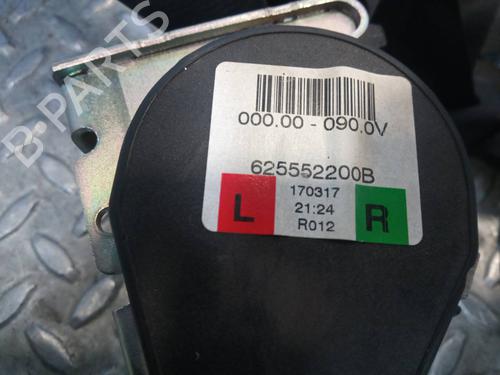 B-PARTS
000.00 - 090.0V
625552200B
170317
L
21:24
R
R012